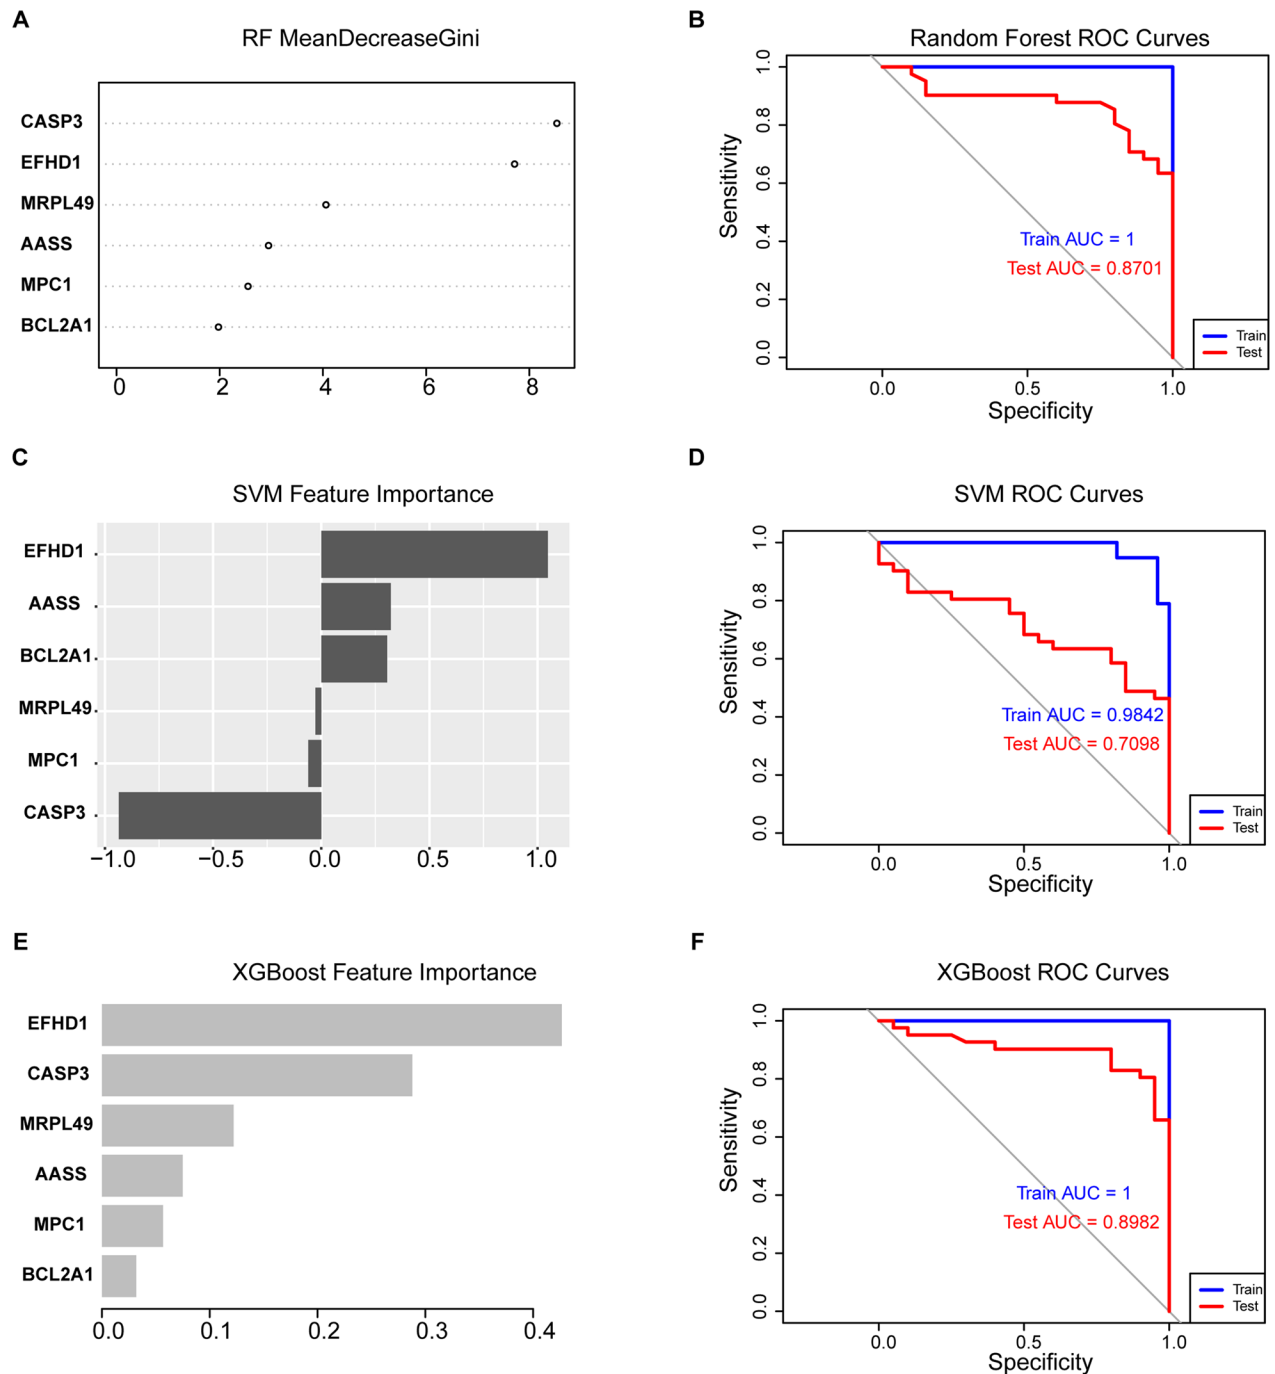 A
RF MeanDecreaseGini
CASP3
EFHD1
MRPL49
AASS
MPC1
BCL2A1
0 2 4 6 8
B
Random Forest ROC Curves
Sensitivity
1.0
0.8
0.6
0.4
0.2
0.0
Train AUC = 1
Test AUC = 0.8701
Train
Test
0.0 0.5 1.0
Specificity
C
SVM Feature Importance
EFHD1
AASS
BCL2A1
MRPL49
MPC1
CASP3
−1.0 −0.5 0.0 0.5 1.0
D
SVM ROC Curves
Sensitivity
1.0
0.8
0.6
0.4
0.2
0.0
Train AUC = 0.9842
Test AUC = 0.7098
Train
Test
0.0 0.5 1.0
Specificity
E
XGBoost Feature Importance
EFHD1
CASP3
MRPL49
AASS
MPC1
BCL2A1
0.0 0.1 0.2 0.3 0.4
F
XGBoost ROC Curves
Sensitivity
1.0
0.8
0.6
0.4
0.2
0.0
Train AUC = 1
Test AUC = 0.8982
Train
Test
0.0 0.5 1.0
Specificity